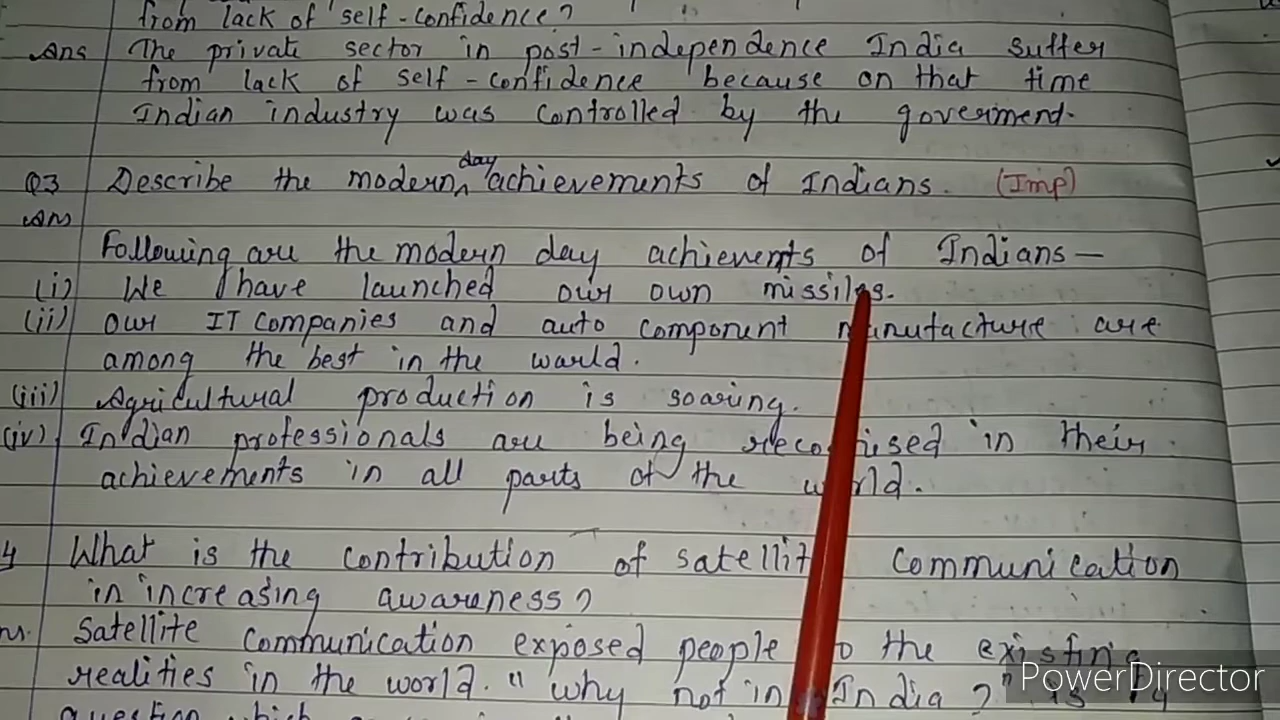 from lack of self-confidence?
Ans The private sector in post-independence India suffer
from lack of self-confidence because on that time
Indian industry was controlled by the goverment.
Q3 Describe the modern day achievements of Indians. (Imp)
Ans
Following are the modern day achievents of Indians—
(i) We have launched our own missiles.
(ii) our IT companies and auto component manufacture are
among the best in the world.
(iii) Agricultural production is soaring.
(iv) Indian professionals are being recognised in their
achievements in all parts of the world.
4 What is the contribution of satellite communication
in increasing awareness?
Ans. Satellite communication exposed people to the existing
realities in the world. "why not in India?" is
question which
PowerDirector